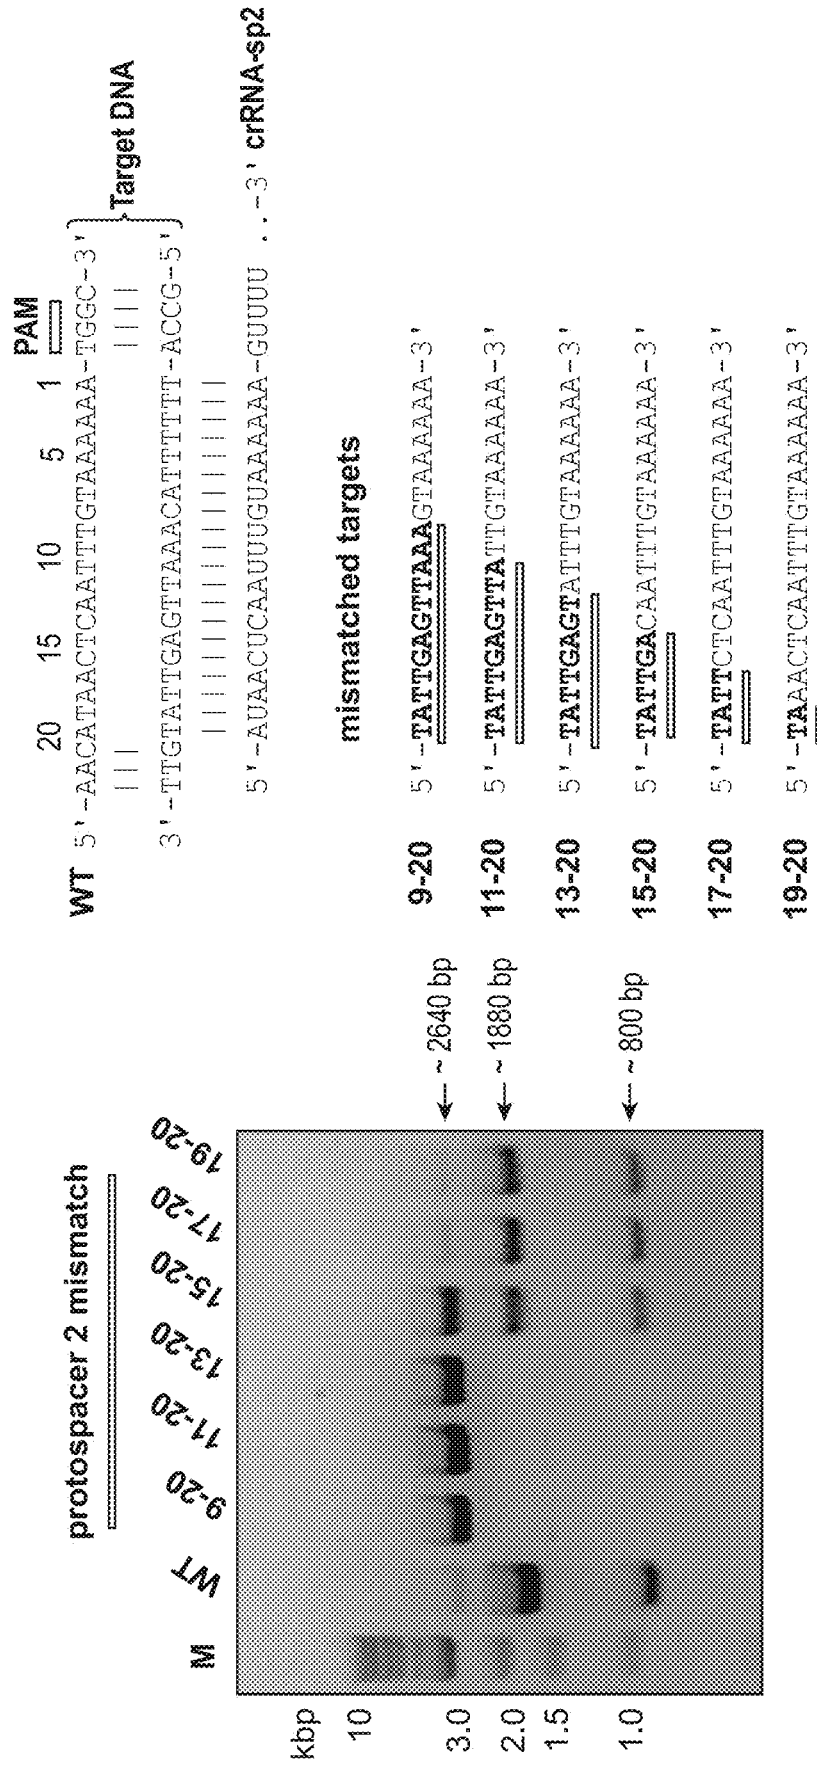 protospacer 2 mismatch
M WT 9-20 11-20 13-20 15-20 17-20 19-20
kbp
10
3.0
2.0
1.5
1.0
~ 2640 bp
~ 1880 bp
~ 800 bp
PAM
20 15 10 5 1
WT 5'-AACATAACTCAATTTGTAAAAAA-TGGC-3'
Target DNA
3'-TTGTATTGAGTTAAACATTTTTT-ACCG-5'
5'-AUAACUCAAUUUGUAAAAAA-GUUUU ..-3' crRNA-sp2
mismatched targets
9-20 5'-TATTGAGTTAAAGTAAAAAA-3'
11-20 5'-TATTGAGTTATTGTAAAAAA-3'
13-20 5'-TATTGAGTATTTGTAAAAAA-3'
15-20 5'-TATTGACAATTTGTAAAAAA-3'
17-20 5'-TATTCTCAATTTGTAAAAAA-3'
19-20 5'-TAAACTCAATTTGTAAAAAA-3'